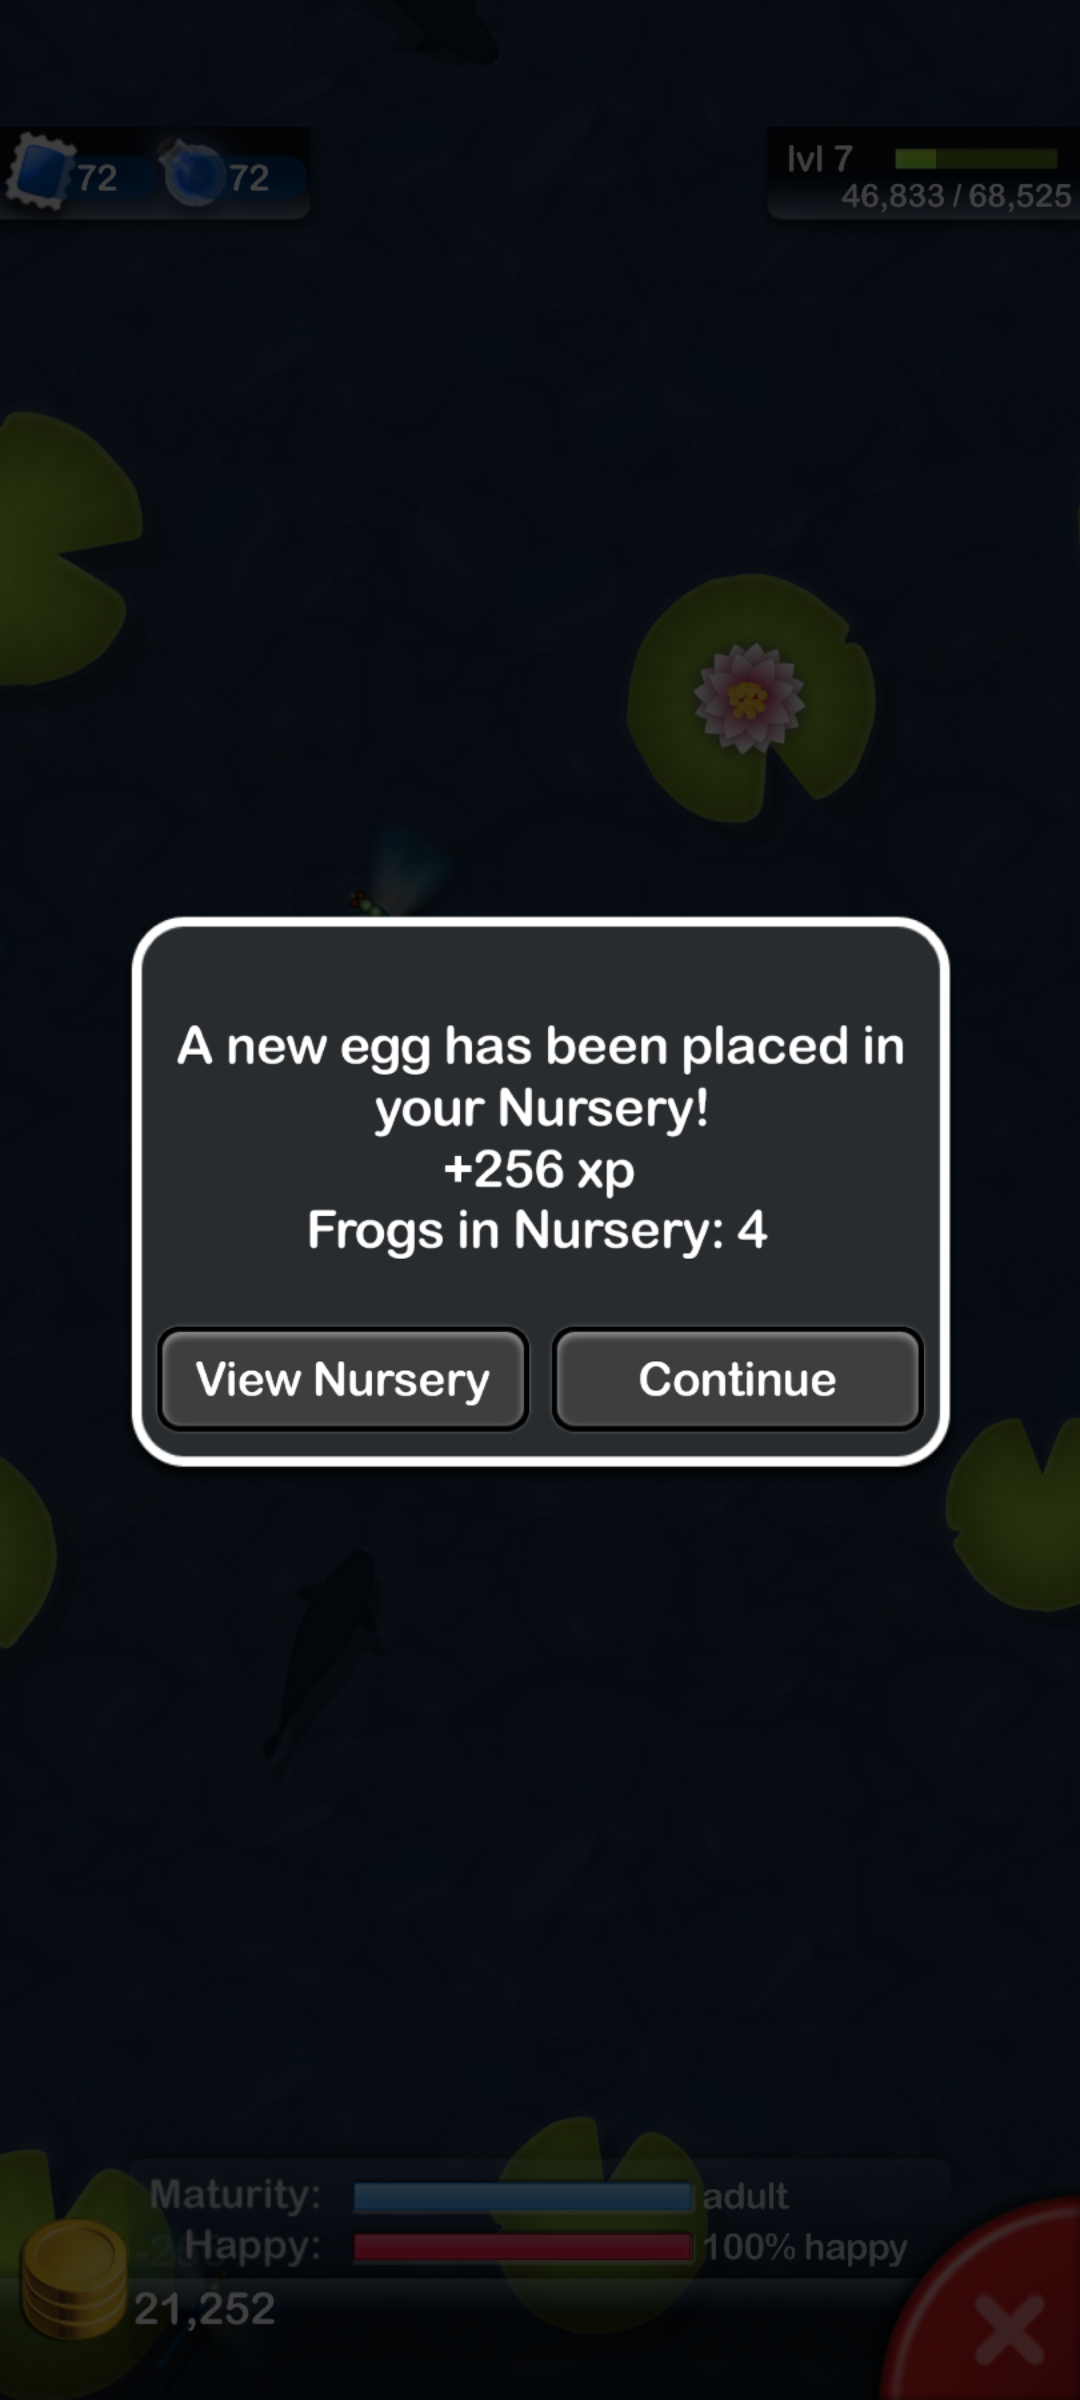 72
72
lvl 7
46,833 / 68,525
A new egg has been placed in
your Nursery!
+256 xp
Frogs in Nursery: 4
View Nursery
Continue
Maturity:
adult
Happy:
100% happy
21,252